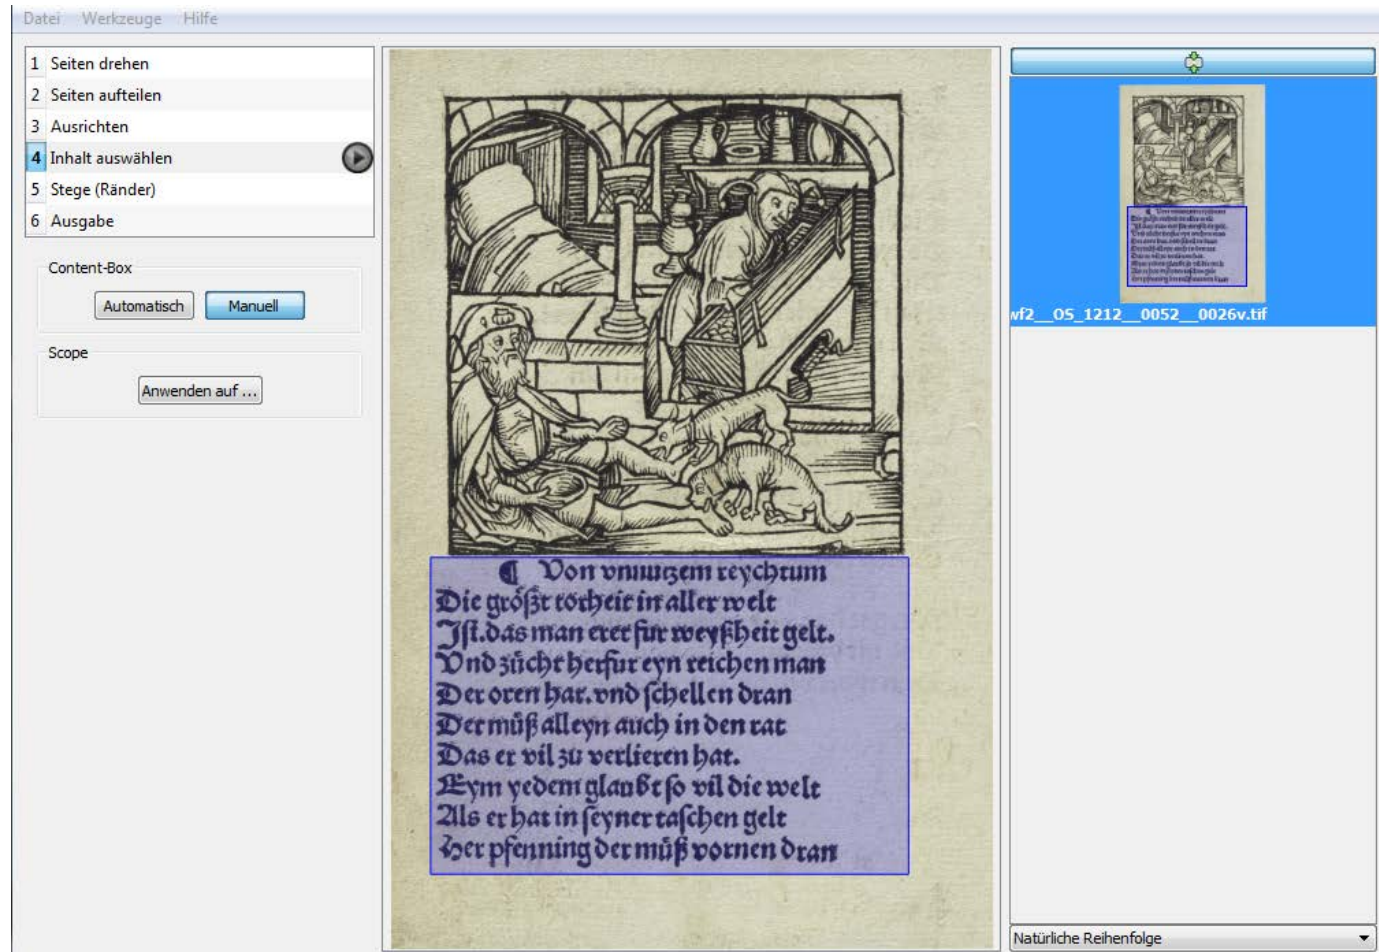 Datei Werkzeuge Hilfe
1 Seiten drehen
2 Seiten aufteilen
3 Ausrichten
4 Inhalt auswählen
5 Stege (Ränder)
6 Ausgabe
Content-Box
Automatisch Manuell
Scope
Anwenden auf ...
¶ Von vnnutzem reychtum
Die größt torheit in aller welt
Jſt.das man eret fur weyßheit gelt.
Vnd zücht herfur eyn reichen man
Der oren hat.vnd ſchellen dran
Der müß alleyn auch in den rat
Das er vil zu verlieren hat.
Eym yedem glaubt ſo vil die welt
Als er hat in ſeyner taſchen gelt
Her pfenning der müß vornen dran
wf2__OS_1212__0052__0026v.tif
Natürliche Reihenfolge